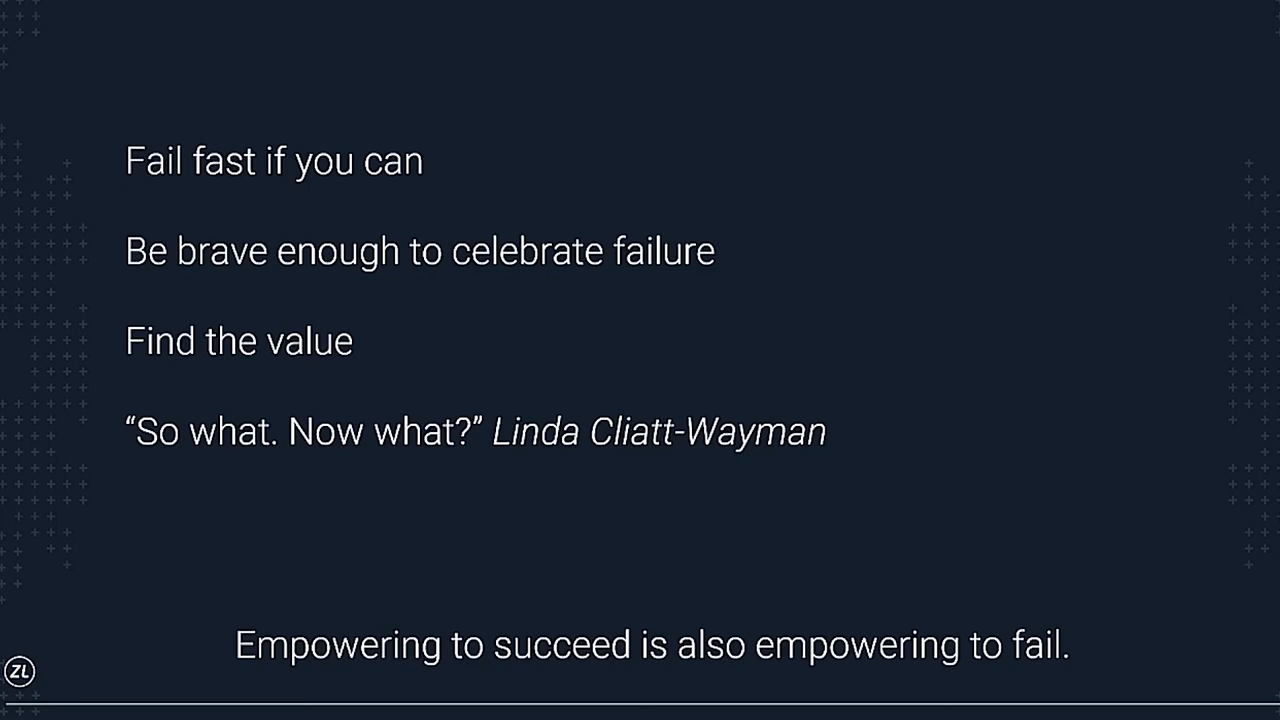 Fail fast if you can
Be brave enough to celebrate failure
Find the value
“So what. Now what?” Linda Cliatt-Wayman
Empowering to succeed is also empowering to fail.
ZL